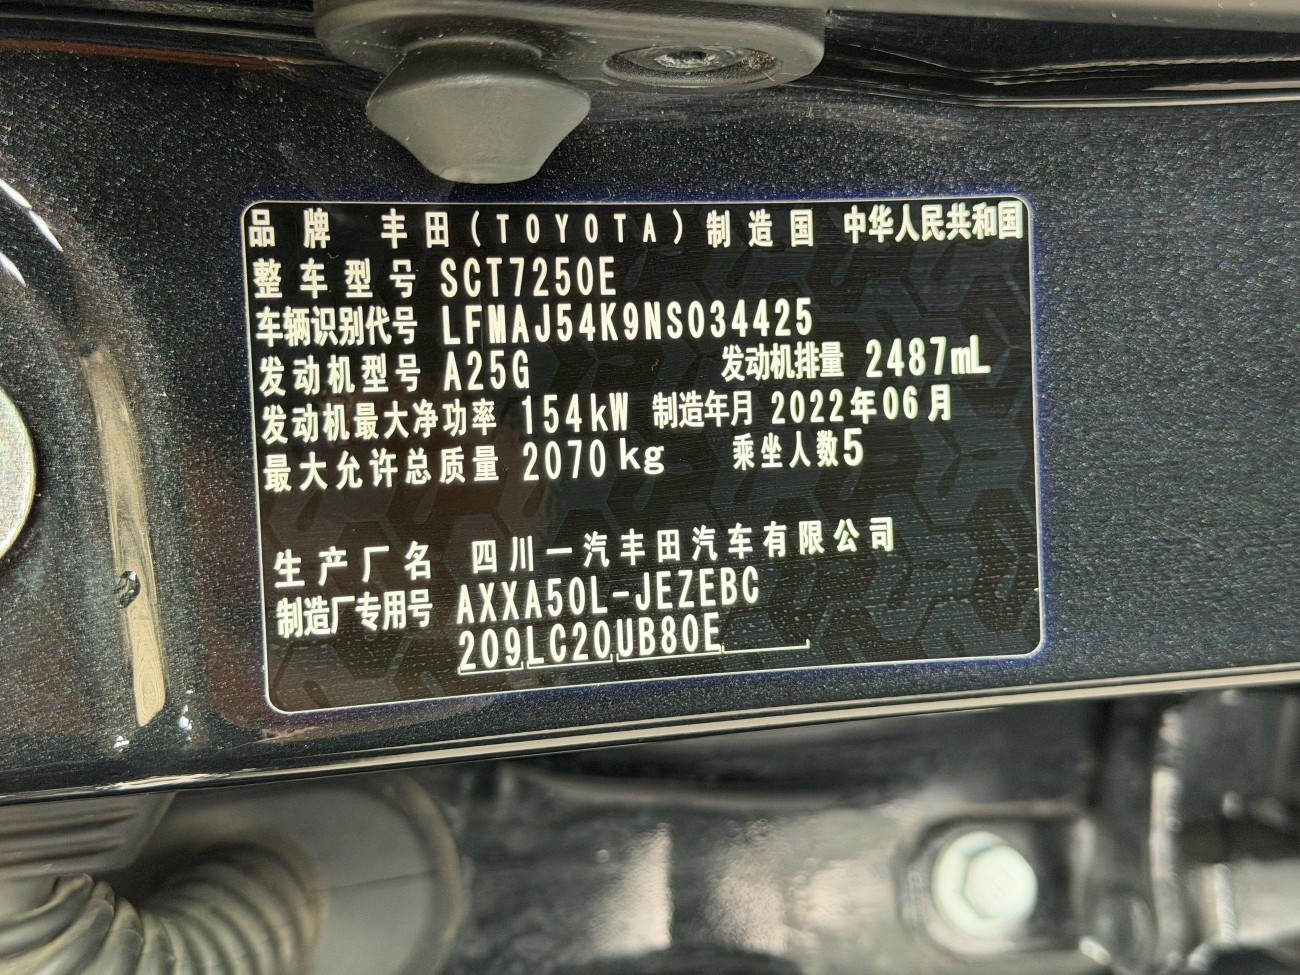 品牌 丰田(TOYOTA) 制造国 中华人民共和国
整车型号 SCT7250E
车辆识别代号 LFMAJ54K9NS034425
发动机型号 A25G 发动机排量 2487mL
发动机最大净功率 154kW 制造年月 2022年06月
最大允许总质量 2070kg 乘坐人数5
生产厂名 四川一汽丰田汽车有限公司
制造厂专用号 AXXA50L-JEZEBC
209LC20UB80E